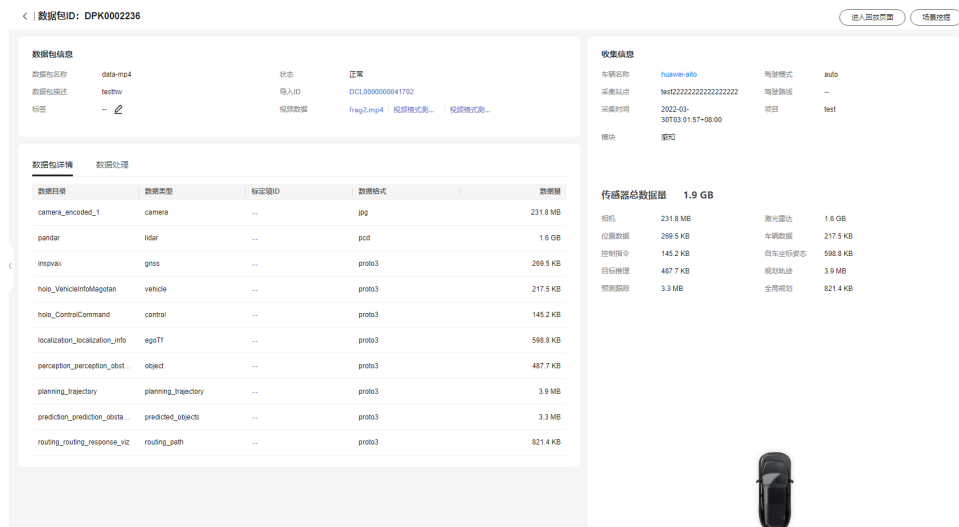 数据包ID: DPK0002236
进入回放页面 场景挖掘
数据包信息
数据包名称 data-mp4 状态 正常
数据包描述 testhw 导入ID DCL0000000041702
标签 -- 视频数据 frag2.mp4 视频格式测... 视频格式测...
数据包详情 数据处理
数据目录 数据类型 标定项ID 数据格式 数据量
camera_encoded_1 camera -- jpg 231.8 MB
pandar lidar -- pcd 1.6 GB
inspvax gnss -- proto3 269.5 KB
holo_VehicleInfoMagotan vehicle -- proto3 217.5 KB
holo_ControlCommand control -- proto3 145.2 KB
localization_localization_info egoTf -- proto3 598.8 KB
perception_perception_obst... object -- proto3 487.7 KB
planning_trajectory planning_trajectory -- proto3 3.9 MB
prediction_prediction_obsta... predicted_objects -- proto3 3.3 MB
routing_routing_response_viz routing_path -- proto3 821.4 KB
收集信息
车辆名称 huawei-aito 驾驶模式 auto
采集站点 test22222222222222222 驾驶路线 --
采集时间 2022-03-
30T03:01:57+08:00 项目 test
模块 感知
传感器总数据量 1.9 GB
相机 231.8 MB 激光雷达 1.6 GB
位置数据 269.5 KB 车辆数据 217.5 KB
控制指令 145.2 KB 自车坐标姿态 598.8 KB
目标推理 487.7 KB 规划轨迹 3.9 MB
预测跟踪 3.3 MB 全局规划 821.4 KB